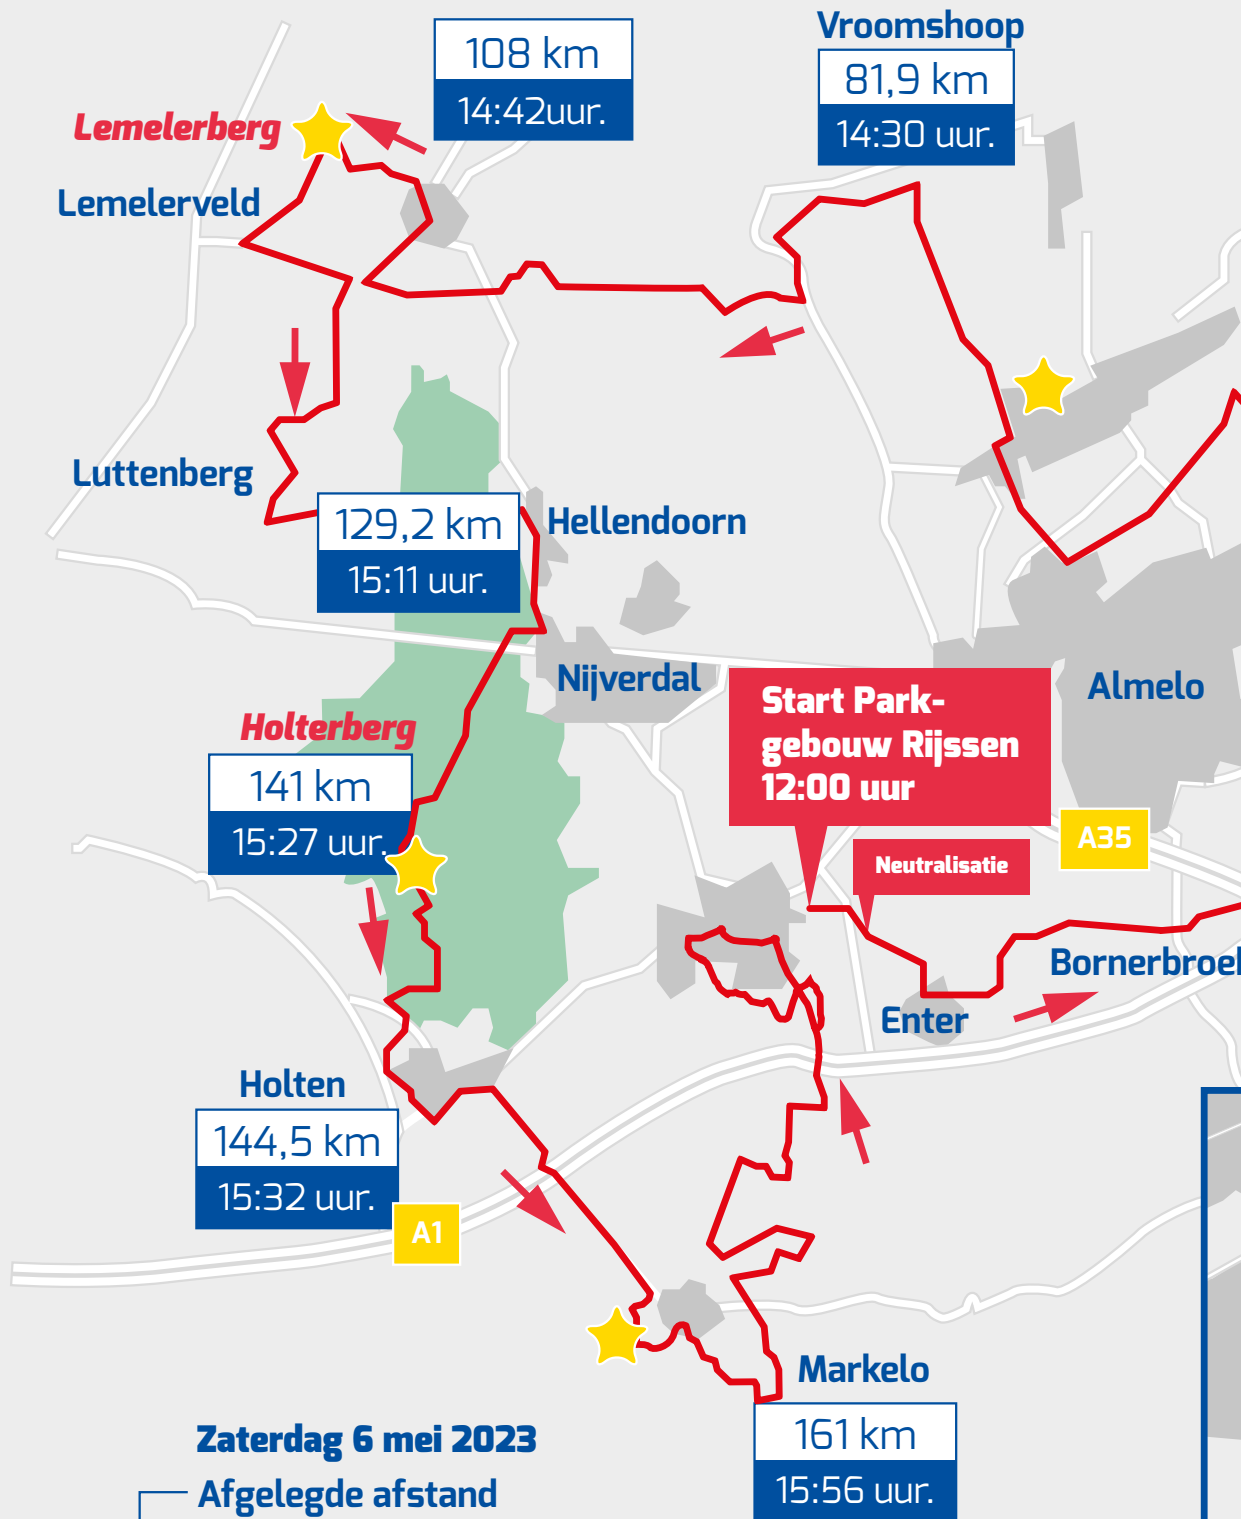 Vroomshoop
108 km
14:42uur.
81,9 km
14:30 uur.
Lemelerberg
Lemelerveld
Luttenberg
129,2 km
15:11 uur.
Hellendoorn
Nijverdal
Almelo
Start Park-
gebouw Rijssen
12:00 uur
Holterberg
141 km
15:27 uur.
A35
Neutralisatie
Bornerbroek
Enter
Holten
144,5 km
15:32 uur.
A1
Markelo
161 km
15:56 uur.
Zaterdag 6 mei 2023
Afgelegde afstand